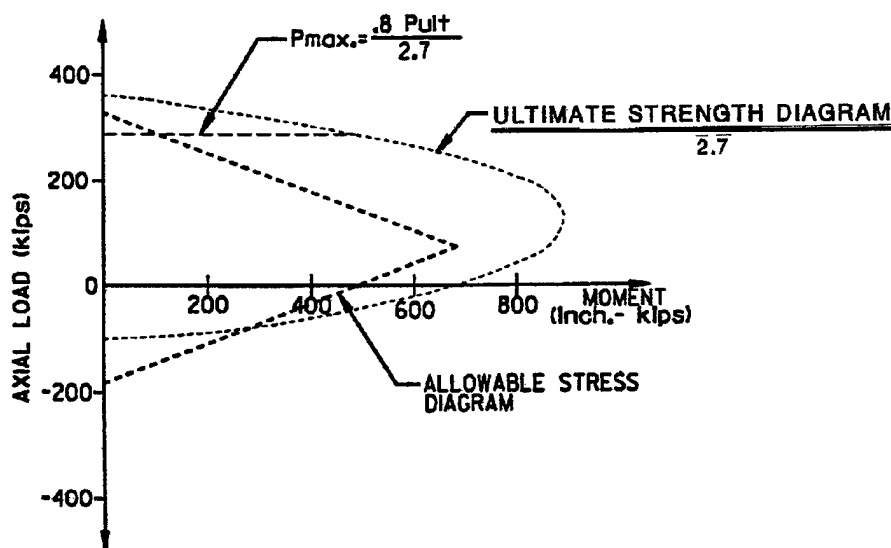 Pmax.= .8 Pult
2.7
400
200
0
-200
-400
AXIAL LOAD (kips)
ULTIMATE STRENGTH DIAGRAM
2.7
200
400
600
800
MOMENT
(inch.- kips)
ALLOWABLE STRESS
DIAGRAM